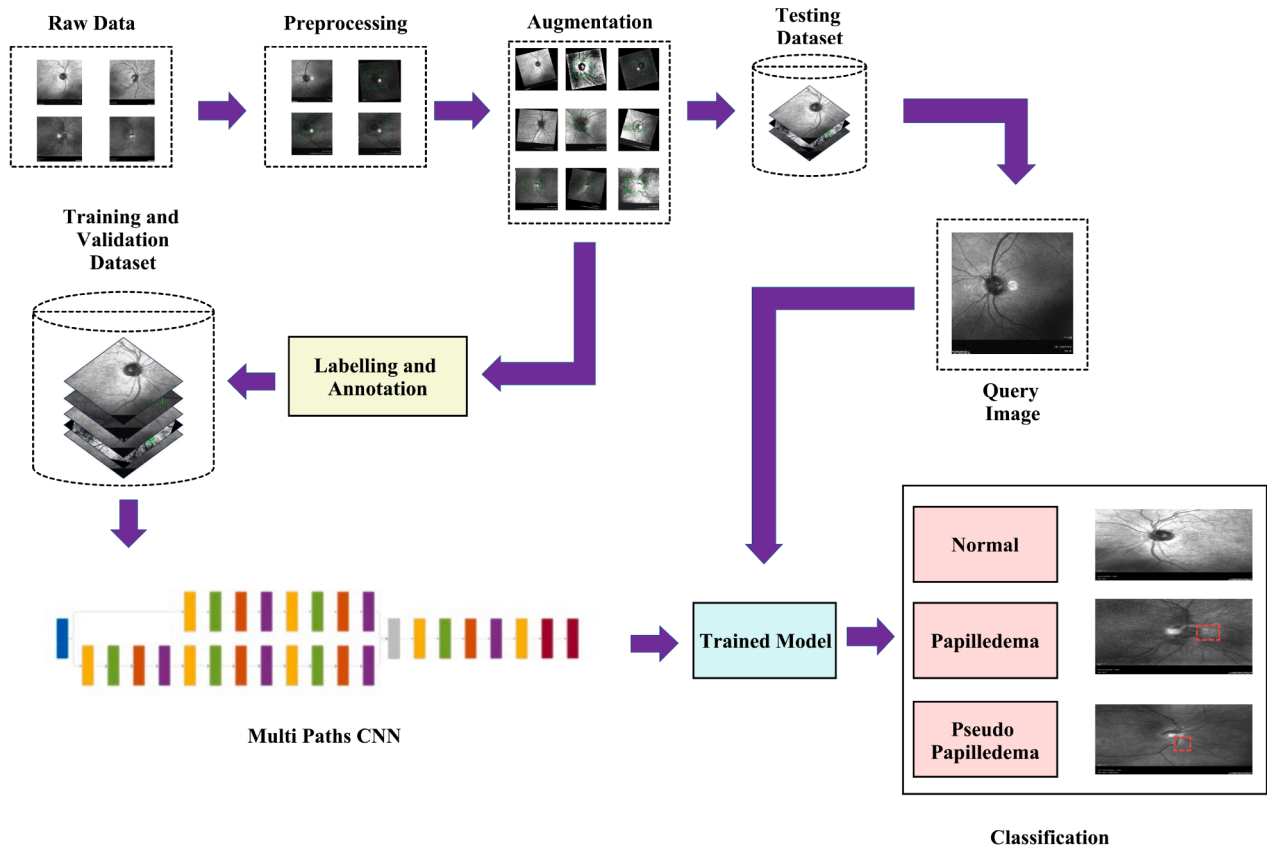 Raw Data
Preprocessing
Augmentation
Testing
Dataset
Training and
Validation
Dataset
Labelling and
Annotation
Query
Image
Normal
Trained Model
Papilledema
Pseudo
Papilledema
Multi Paths CNN
Classification